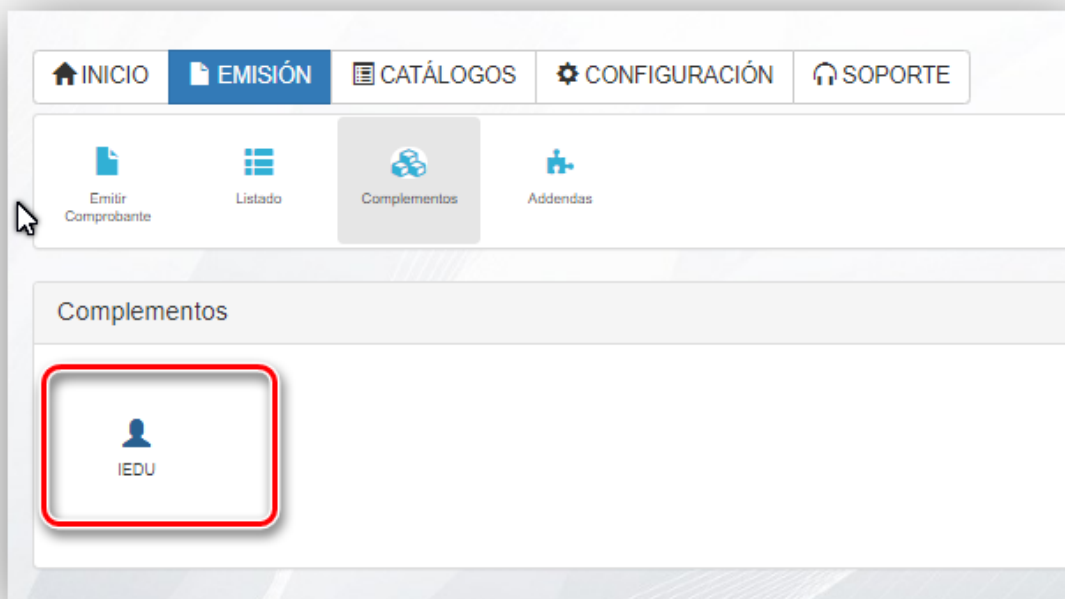 INICIO
EMISIÓN
CATÁLOGOS
CONFIGURACIÓN
SOPORTE
Emitir
Comprobante
Listado
Complementos
Addendas
Complementos
IEDU